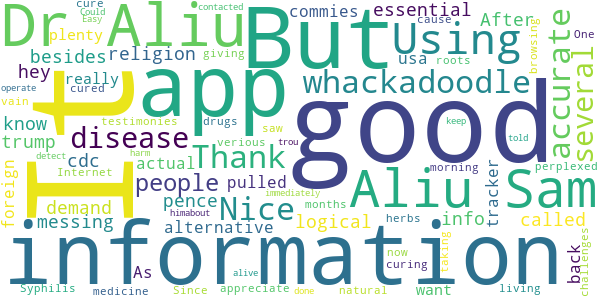 Dr Aliu
But
Using
commies
essential
After
cure
Could
Easy
contacted
plenty
besides
religion
giving
cause
roots
One
browsing
accurate
several
t
app
whackadoodle
hey
really
cured
usa
vain
testimonies
operate
know
disease
drugs
saw
verious
trou
morning
told
keep
trump
cdc
actual
Thank
good
perplexed
detect
harm
Internet
immediately
people
pulled
months
Aliu
Sam
tracker
foreign
I
demand
pence
Nice
logical
info
called
messing
alternative
himabout
herbs
now
curing
back
challenges
As
information
taking
Syphilis
medicine
Since
appreciate
alive
done
natural
want
living